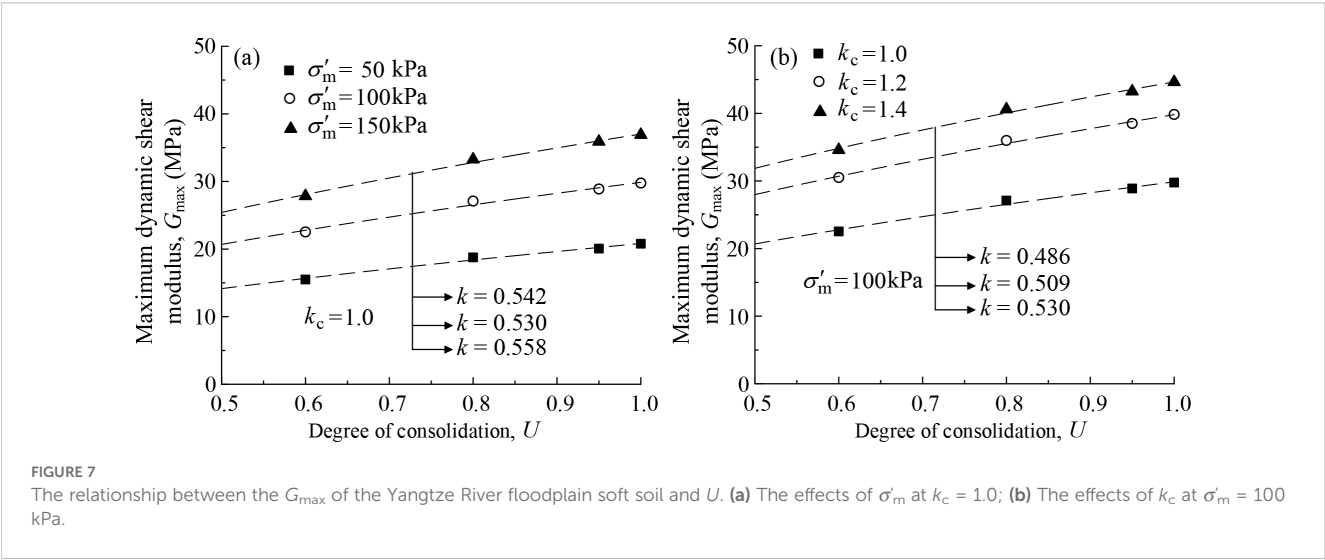 (a)
σ′m = 50 kPa
σ′m = 100kPa
σ′m = 150kPa
50
40
30
20
10
0
Maximum dynamic shear
modulus, Gmax (MPa)
kc = 1.0
k = 0.542
k = 0.530
k = 0.558
0.5 0.6 0.7 0.8 0.9 1.0
Degree of consolidation, U
(b)
kc =1.0
kc =1.2
kc =1.4
50
40
30
20
10
0
Maximum dynamic shear
modulus, Gmax (MPa)
σ′m = 100kPa
k = 0.486
k = 0.509
k = 0.530
0.5 0.6 0.7 0.8 0.9 1.0
Degree of consolidation, U
FIGURE 7
The relationship between the Gmax of the Yangtze River floodplain soft soil and U. (a) The effects of σ′m at kc = 1.0; (b) The effects of kc at σ′m = 100
kPa.